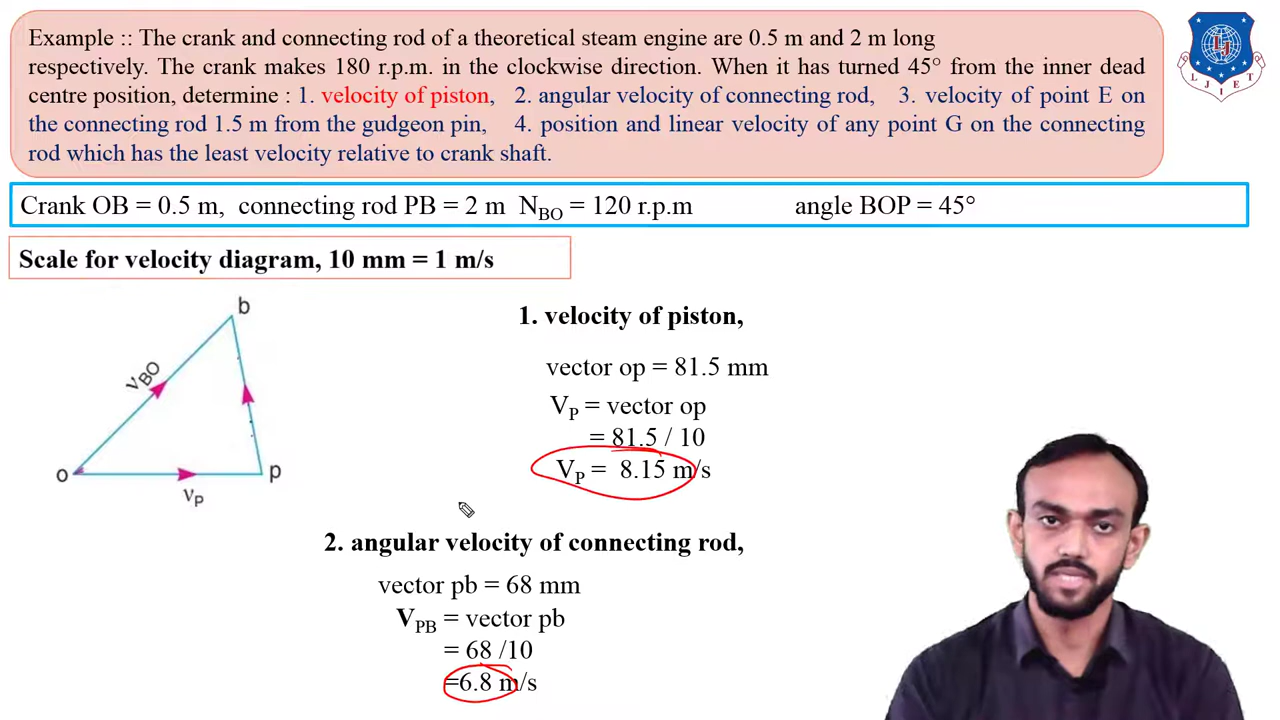 Example :: The crank and connecting rod of a theoretical steam engine are 0.5 m and 2 m long
respectively. The crank makes 180 r.p.m. in the clockwise direction. When it has turned 45° from the inner dead
centre position, determine : 1. velocity of piston, 2. angular velocity of connecting rod, 3. velocity of point E on
the connecting rod 1.5 m from the gudgeon pin, 4. position and linear velocity of any point G on the connecting
rod which has the least velocity relative to crank shaft.
LJ
L J I E T
Crank OB = 0.5 m, connecting rod PB = 2 m N_BO = 120 r.p.m angle BOP = 45°
Scale for velocity diagram, 10 mm = 1 m/s
b
v_BO
o
p
v_P
1. velocity of piston,
vector op = 81.5 mm
V_P = vector op
= 81.5 / 10
V_P = 8.15 m/s
2. angular velocity of connecting rod,
vector pb = 68 mm
V_PB = vector pb
= 68 /10
=6.8 m/s